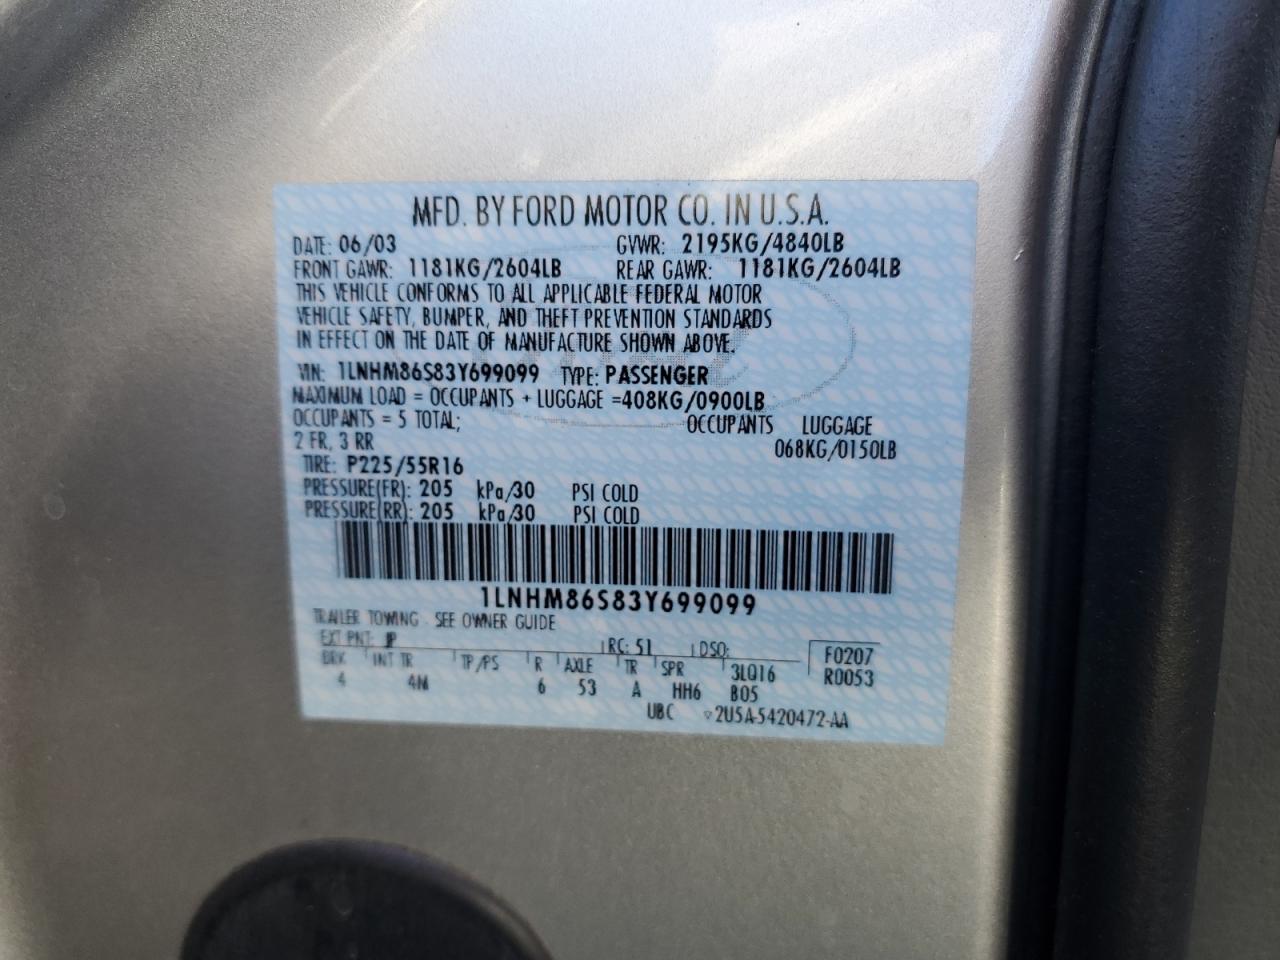 MFD. BY FORD MOTOR CO. IN U.S.A.
DATE: 06/03 GVWR: 2195KG/4840LB
FRONT GAWR: 1181KG/2604LB REAR GAWR: 1181KG/2604LB
THIS VEHICLE CONFORMS TO ALL APPLICABLE FEDERAL MOTOR
VEHICLE SAFETY, BUMPER, AND THEFT PREVENTION STANDARDS
IN EFFECT ON THE DATE OF MANUFACTURE SHOWN ABOVE.
VIN: 1LNHM86S83Y699099 TYPE: PASSENGER
MAXIMUM LOAD = OCCUPANTS + LUGGAGE =408KG/0900LB
OCCUPANTS = 5 TOTAL; OCCUPANTS LUGGAGE
2 FR, 3 RR 068KG/0150LB
TIRE: P225/55R16
PRESSURE(FR): 205 kPa/30 PSI COLD
PRESSURE(RR): 205 kPa/30 PSI COLD
1LNHM86S83Y699099
TRAILER TOWING - SEE OWNER GUIDE
EXT PNT: JP RC: 51 DSO: F0207
BRK INT TR TP/PS R AXLE TR SPR 3LQ16 R0053
4 4M 6 53 A HH6 B05
UBC ▽2U5A-5420472-AA